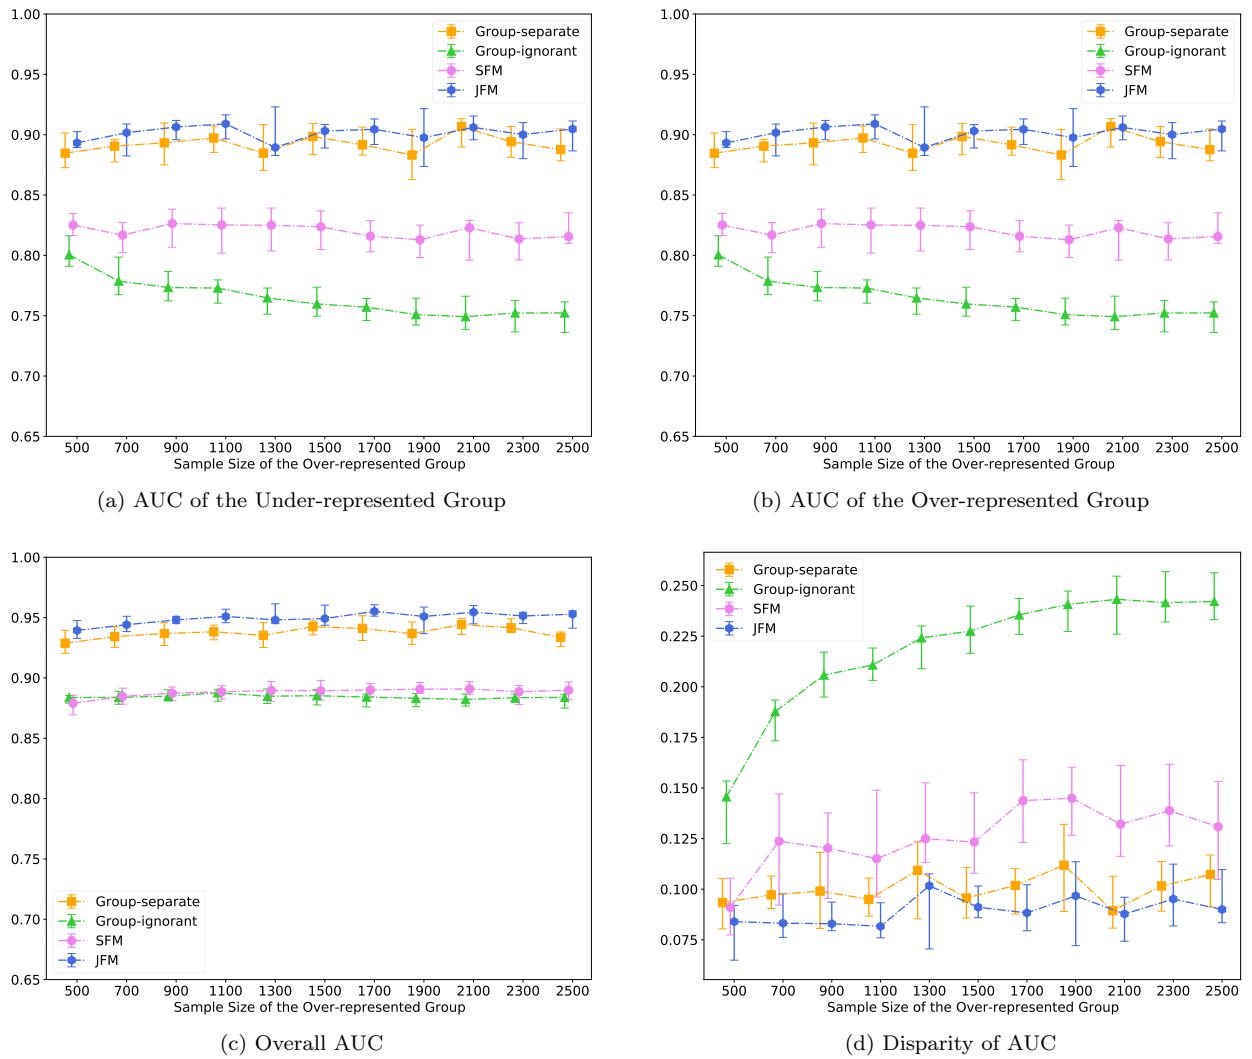 1.00
0.95
0.90
0.85
0.80
0.75
0.70
0.65
Group-separate
Group-ignorant
SFM
JFM
500 700 900 1100 1300 1500 1700 1900 2100 2300 2500
Sample Size of the Over-represented Group
(a) AUC of the Under-represented Group
1.00
0.95
0.90
0.85
0.80
0.75
0.70
0.65
Group-separate
Group-ignorant
SFM
JFM
500 700 900 1100 1300 1500 1700 1900 2100 2300 2500
Sample Size of the Over-represented Group
(b) AUC of the Over-represented Group
1.00
0.95
0.90
0.85
0.80
0.75
0.70
0.65
Group-separate
Group-ignorant
SFM
JFM
500 700 900 1100 1300 1500 1700 1900 2100 2300 2500
Sample Size of the Over-represented Group
(c) Overall AUC
0.250
0.225
0.200
0.175
0.150
0.125
0.100
0.075
Group-separate
Group-ignorant
SFM
JFM
500 700 900 1100 1300 1500 1700 1900 2100 2300 2500
Sample Size of the Over-represented Group
(d) Disparity of AUC